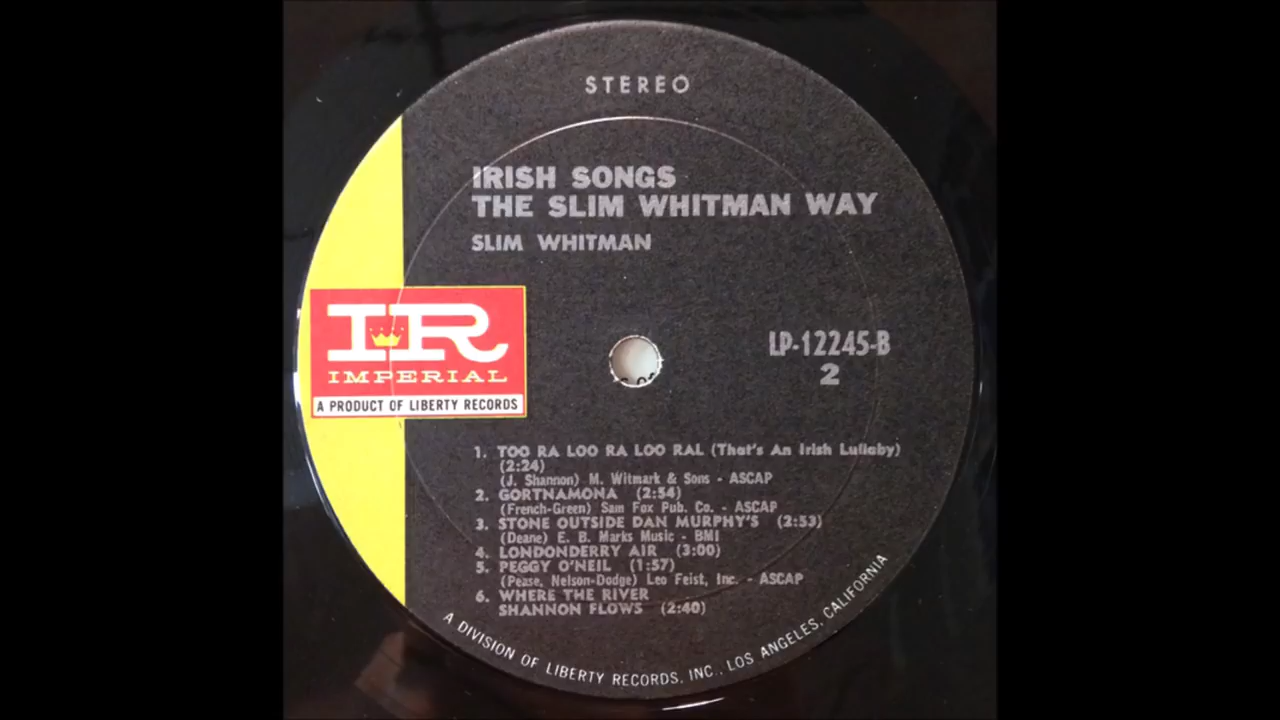 STEREO
IRISH SONGS
THE SLIM WHITMAN WAY
SLIM WHITMAN
IR
IMPERIAL
A PRODUCT OF LIBERTY RECORDS
LP-12245-B
2
1. TOO RA LOO RA LOO RAL (That's An Irish Lullaby)
(2:24)
(J. Shannon) M. Witmark & Sons - ASCAP
2. GORTNAMONA (2:54)
(French-Green) Sam Fox Pub. Co. - ASCAP
3. STONE OUTSIDE DAN MURPHY'S (2:53)
(Deane) E. B. Marks Music - BMI
4. LONDONDERRY AIR (3:00)
5. PEGGY O'NEIL (1:57)
(Pease, Nelson-Dodge) Leo Feist, Inc. - ASCAP
6. WHERE THE RIVER
SHANNON FLOWS (2:40)
A DIVISION OF LIBERTY RECORDS, INC., LOS ANGELES, CALIFORNIA